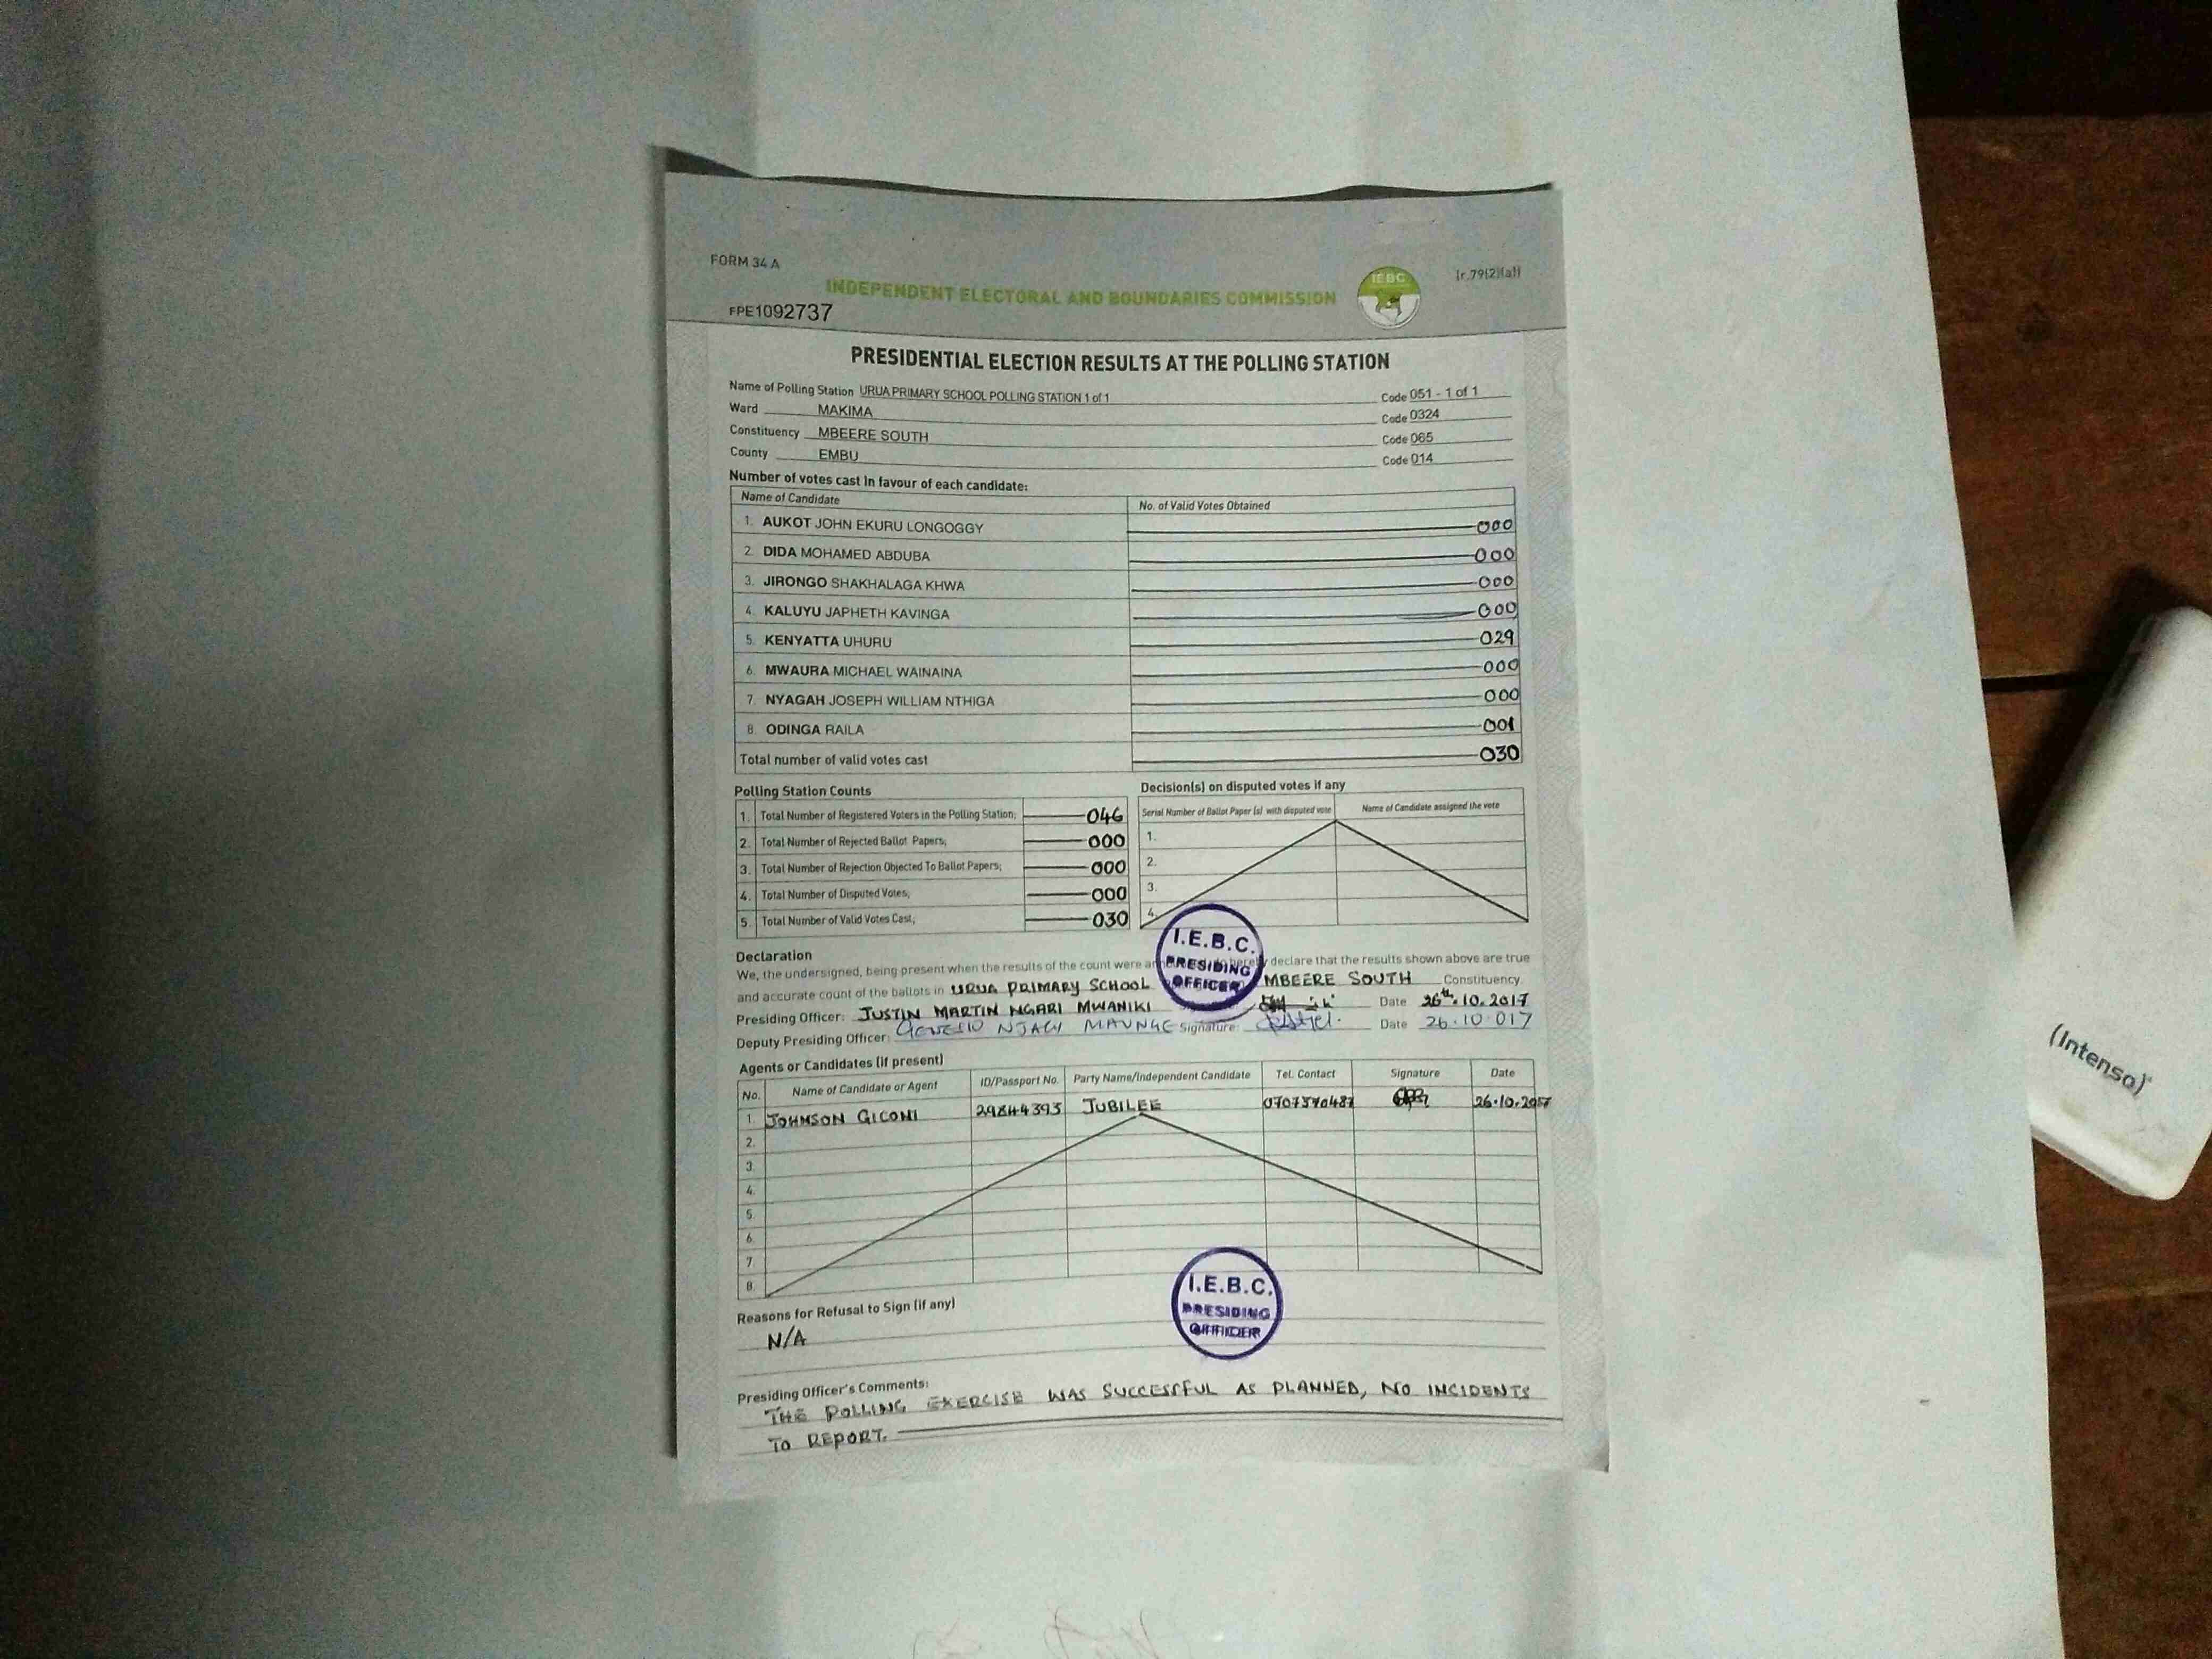 FORM 34 A
[r.79(2)(a)]
INDEPENDENT ELECTORAL AND BOUNDARIES COMMISSION
IEBC
FPE1092737
PRESIDENTIAL ELECTION RESULTS AT THE POLLING STATION
Name of Polling Station URUA PRIMARY SCHOOL POLLING STATION 1 of 1 Code 051 - 1 of 1
Ward MAKIMA Code 0324
Constituency MBEERE SOUTH Code 065
County EMBU Code 014
Number of votes cast in favour of each candidate:
Name of Candidate No. of Valid Votes Obtained
1. AUKOT JOHN EKURU LONGOGGY 000
2. DIDA MOHAMED ABDUBA 000
3. JIRONGO SHAKHALAGA KHWA 000
4. KALUYU JAPHETH KAVINGA 000
5. KENYATTA UHURU 029
6. MWAURA MICHAEL WAINAINA 000
7. NYAGAH JOSEPH WILLIAM NTHIGA 000
8. ODINGA RAILA 001
Total number of valid votes cast 030
Polling Station Counts
1. Total Number of Registered Voters in the Polling Station; 046
2. Total Number of Rejected Ballot Papers; 000
3. Total Number of Rejection Objected To Ballot Papers; 000
4. Total Number of Disputed Votes; 000
5. Total Number of Valid Votes Cast; 030
Decision(s) on disputed votes if any
Serial Number of Ballot Paper (s) with disputed vote Name of Candidate assigned the vote
1.
2.
3.
4.
I.E.B.C.
PRESIDING
OFFICER
Declaration
We, the undersigned, being present when the results of the count were declare that the results shown above are true
and accurate count of the ballots in URUA PRIMARY SCHOOL MBEERE SOUTH Constituency.
Presiding Officer: JUSTIN MARTIN NGARI MWANIKI Date 26th.10.2017
Deputy Presiding Officer: NJAGI Signature: Date 26.10.017
Agents or Candidates (if present)
No. Name of Candidate or Agent ID/Passport No. Party Name/Independent Candidate Tel. Contact Signature Date
1. JOHNSON GICONI 29844393 JUBILEE 26.10.2017
2.
3.
4.
5.
6.
7.
8.
I.E.B.C.
PRESIDING
OFFICER
Reasons for Refusal to Sign (if any)
N/A
Presiding Officer's Comments:
THE POLLING EXERCISE WAS SUCCESSFUL AS PLANNED, NO INCIDENTS
TO REPORT.
(Intenso)